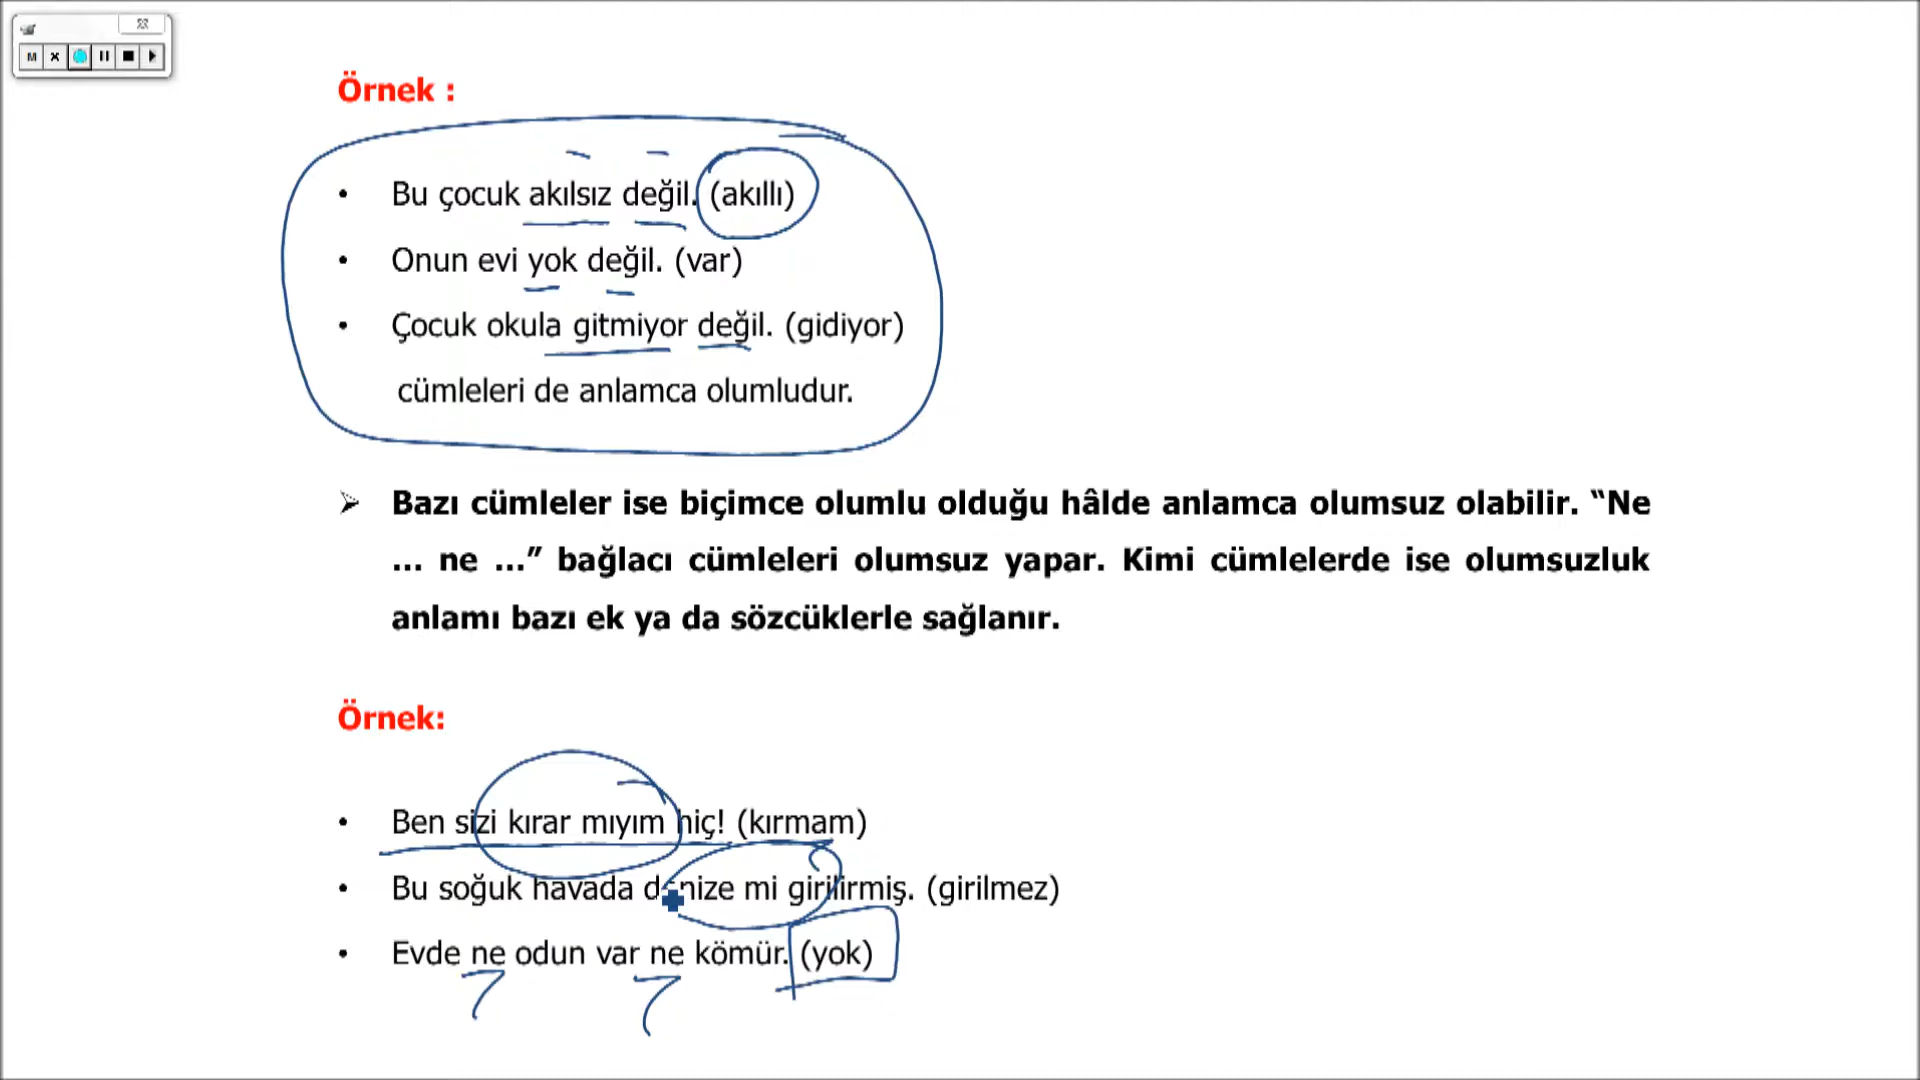 M
Örnek :
• Bu çocuk akılsız değil. (akıllı)
• Onun evi yok değil. (var)
• Çocuk okula gitmiyor değil. (gidiyor)
cümleleri de anlamca olumludur.
Bazı cümleler ise biçimce olumlu olduğu hâlde anlamca olumsuz olabilir. “Ne
... ne ...” bağlacı cümleleri olumsuz yapar. Kimi cümlelerde ise olumsuzluk
anlamı bazı ek ya da sözcüklerle sağlanır.
Örnek:
• Ben sizi kırar mıyım hiç! (kırmam)
• Bu soğuk havada denize mi girilirmiş. (girilmez)
• Evde ne odun var ne kömür. (yok)